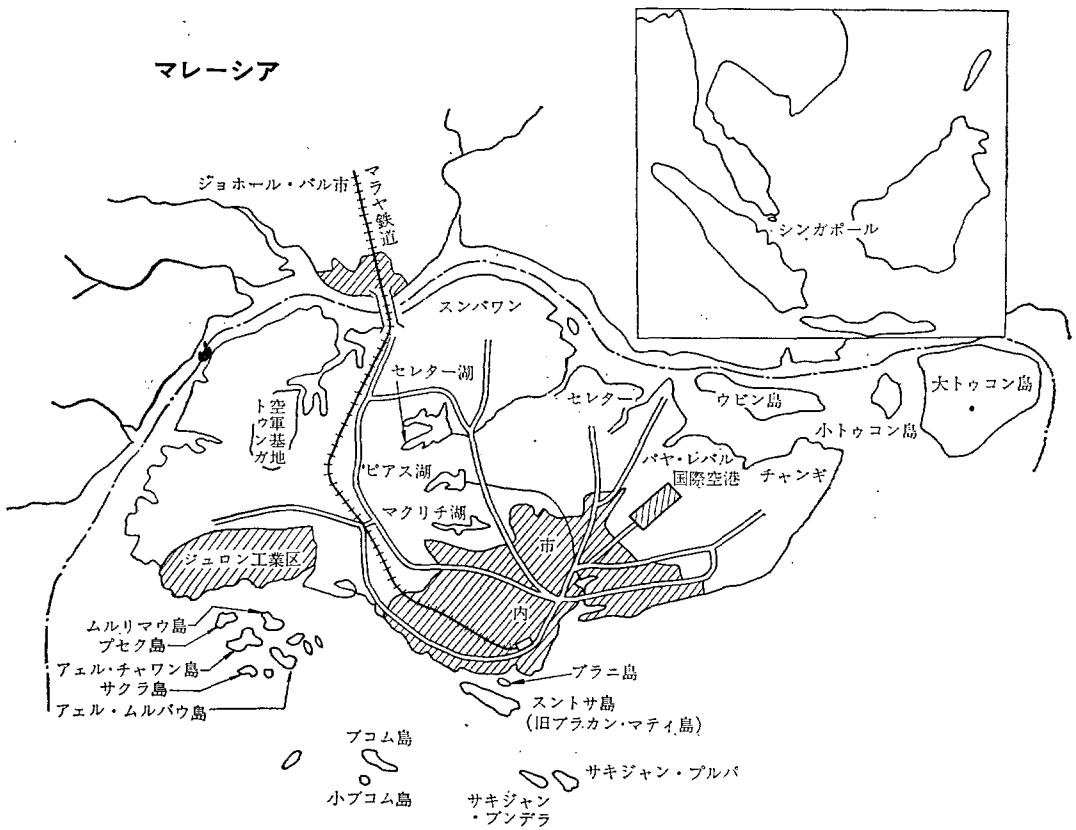 マレーシア
シンガポール
ジョホール・バル市
マラヤ鉄道
スンバワン
セレター湖
セレター
ウビン島
大トゥコン島
小トゥコン島
空軍基地
トゥンガ
ピアス湖
パヤ・レバル
国際空港
チャンギ
マクリチ湖
市
内
ジュロン工業区
ムルリマウ島
プセク島
アェル・チャワン島
サクラ島
アェル・ムルバウ島
ブラニ島
スントサ島
(旧ブラカン・マティ島)
ブコム島
小ブコム島
サキジャン・プルパ
サキジャン
・ブンデラ